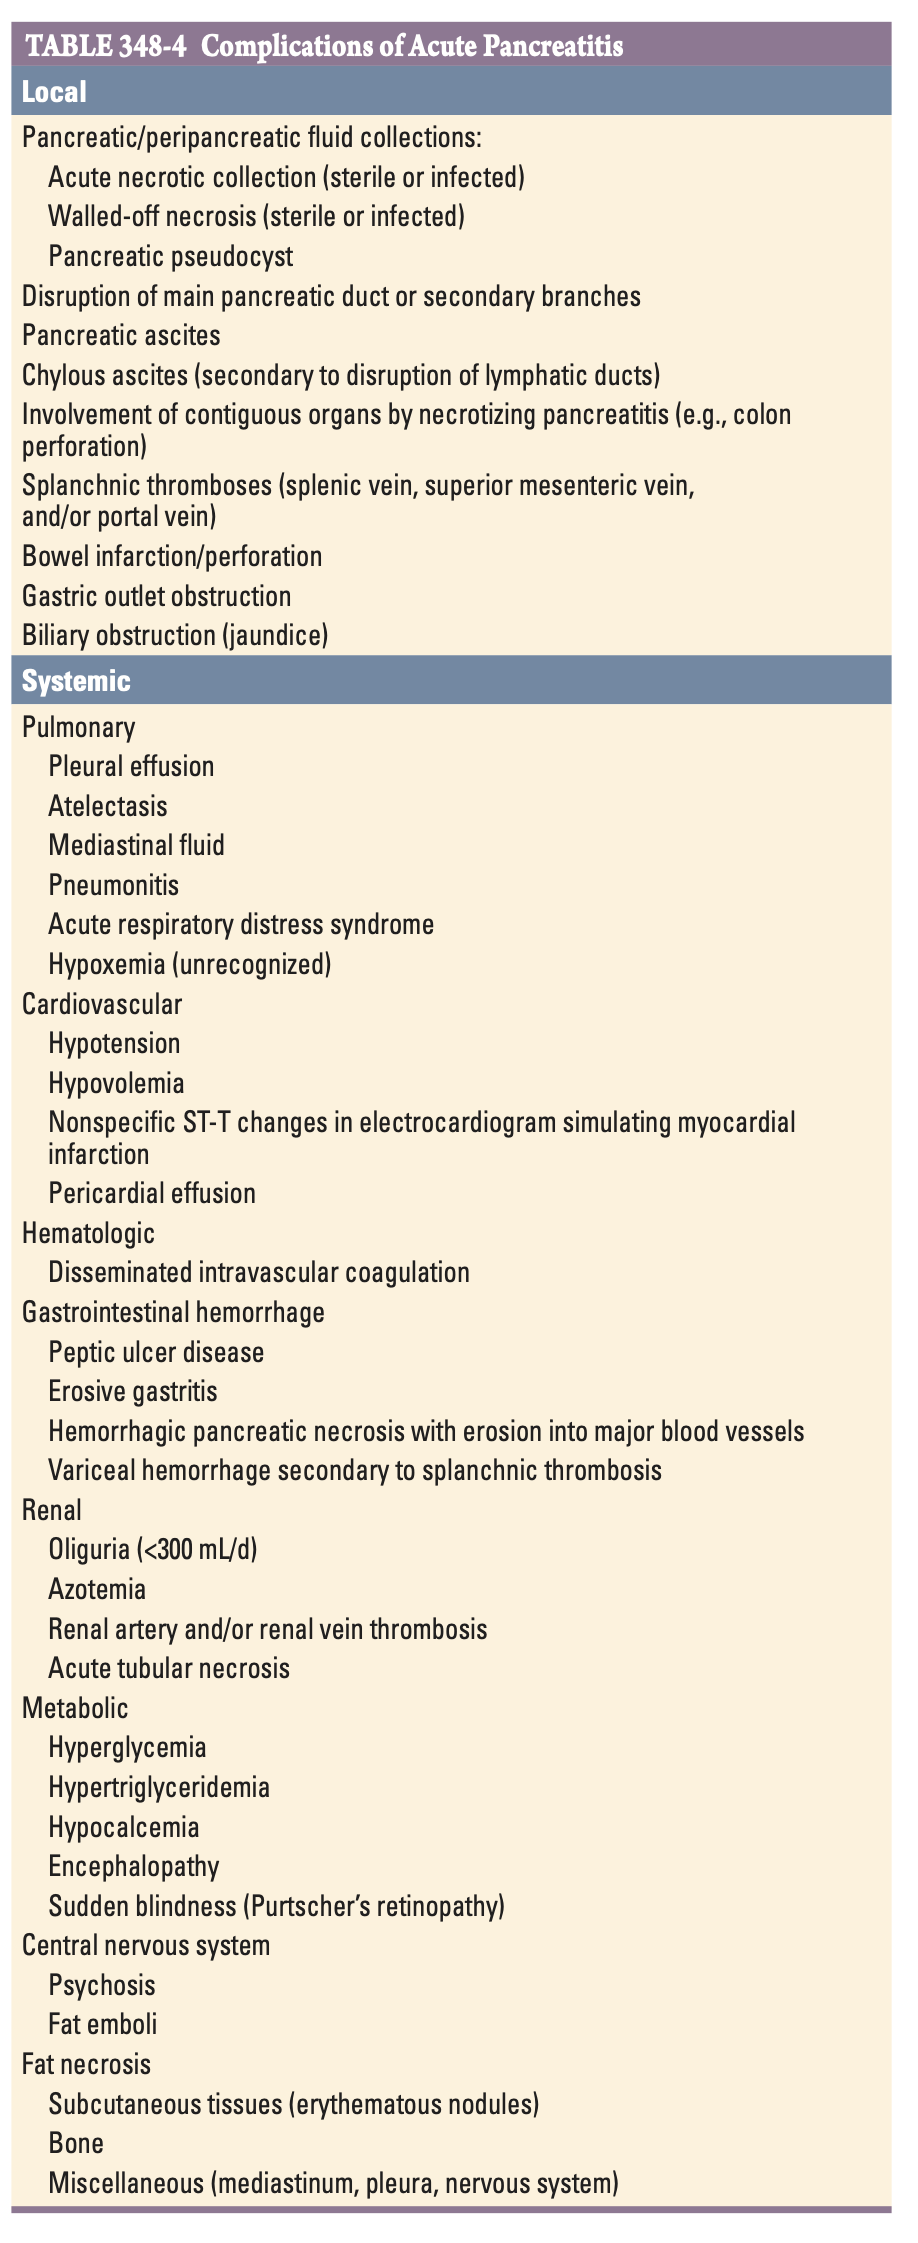 TABLE 348-4 Complications of Acute Pancreatitis
Local
Pancreatic/peripancreatic fluid collections:
Acute necrotic collection (sterile or infected)
Walled-off necrosis (sterile or infected)
Pancreatic pseudocyst
Disruption of main pancreatic duct or secondary branches
Pancreatic ascites
Chylous ascites (secondary to disruption of lymphatic ducts)
Involvement of contiguous organs by necrotizing pancreatitis (e.g., colon
perforation)
Splanchnic thromboses (splenic vein, superior mesenteric vein,
and/or portal vein)
Bowel infarction/perforation
Gastric outlet obstruction
Biliary obstruction (jaundice)
Systemic
Pulmonary
Pleural effusion
Atelectasis
Mediastinal fluid
Pneumonitis
Acute respiratory distress syndrome
Hypoxemia (unrecognized)
Cardiovascular
Hypotension
Hypovolemia
Nonspecific ST-T changes in electrocardiogram simulating myocardial
infarction
Pericardial effusion
Hematologic
Disseminated intravascular coagulation
Gastrointestinal hemorrhage
Peptic ulcer disease
Erosive gastritis
Hemorrhagic pancreatic necrosis with erosion into major blood vessels
Variceal hemorrhage secondary to splanchnic thrombosis
Renal
Oliguria (<300 mL/d)
Azotemia
Renal artery and/or renal vein thrombosis
Acute tubular necrosis
Metabolic
Hyperglycemia
Hypertriglyceridemia
Hypocalcemia
Encephalopathy
Sudden blindness (Purtscher’s retinopathy)
Central nervous system
Psychosis
Fat emboli
Fat necrosis
Subcutaneous tissues (erythematous nodules)
Bone
Miscellaneous (mediastinum, pleura, nervous system)